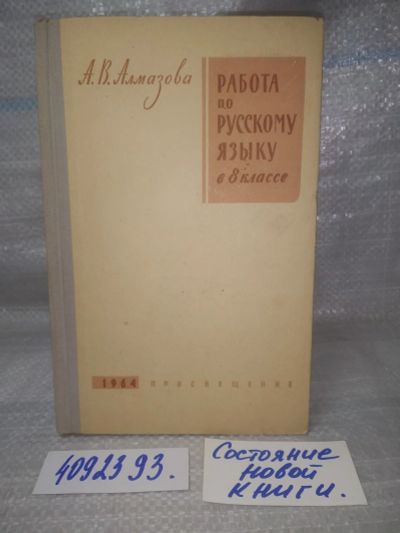 А. В. Алмазова
РАБОТА
по
РУССКОМУ
ЯЗЫКУ
в 8 классе
1964 ПРОСВЕЩЕНИЕ
4092393.
Состояние
новой
книги.